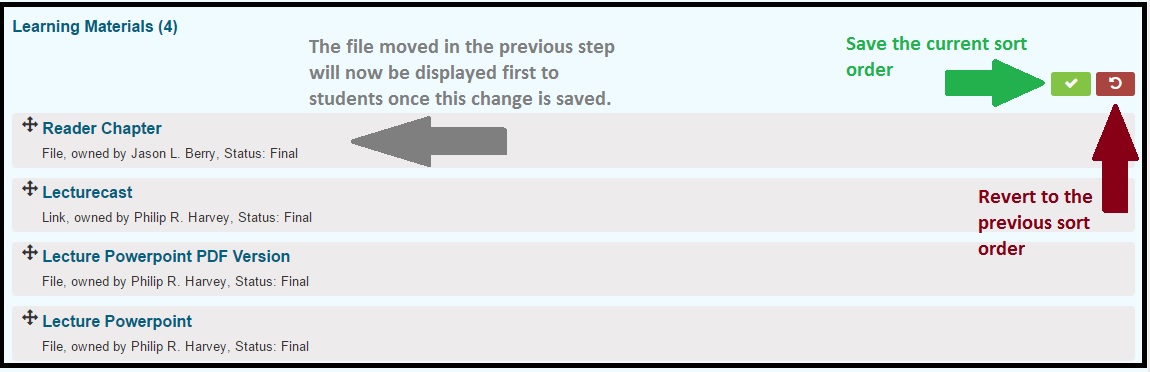 Learning Materials (4)
The file moved in the previous step
will now be displayed first to
students once this change is saved.
Save the current sort
order
Reader Chapter
File, owned by Jason L. Berry, Status: Final
Lecturecast
Link, owned by Philip R. Harvey, Status: Final
Revert to the
previous sort
order
Lecture Powerpoint PDF Version
File, owned by Philip R. Harvey, Status: Final
Lecture Powerpoint
File, owned by Philip R. Harvey, Status: Final